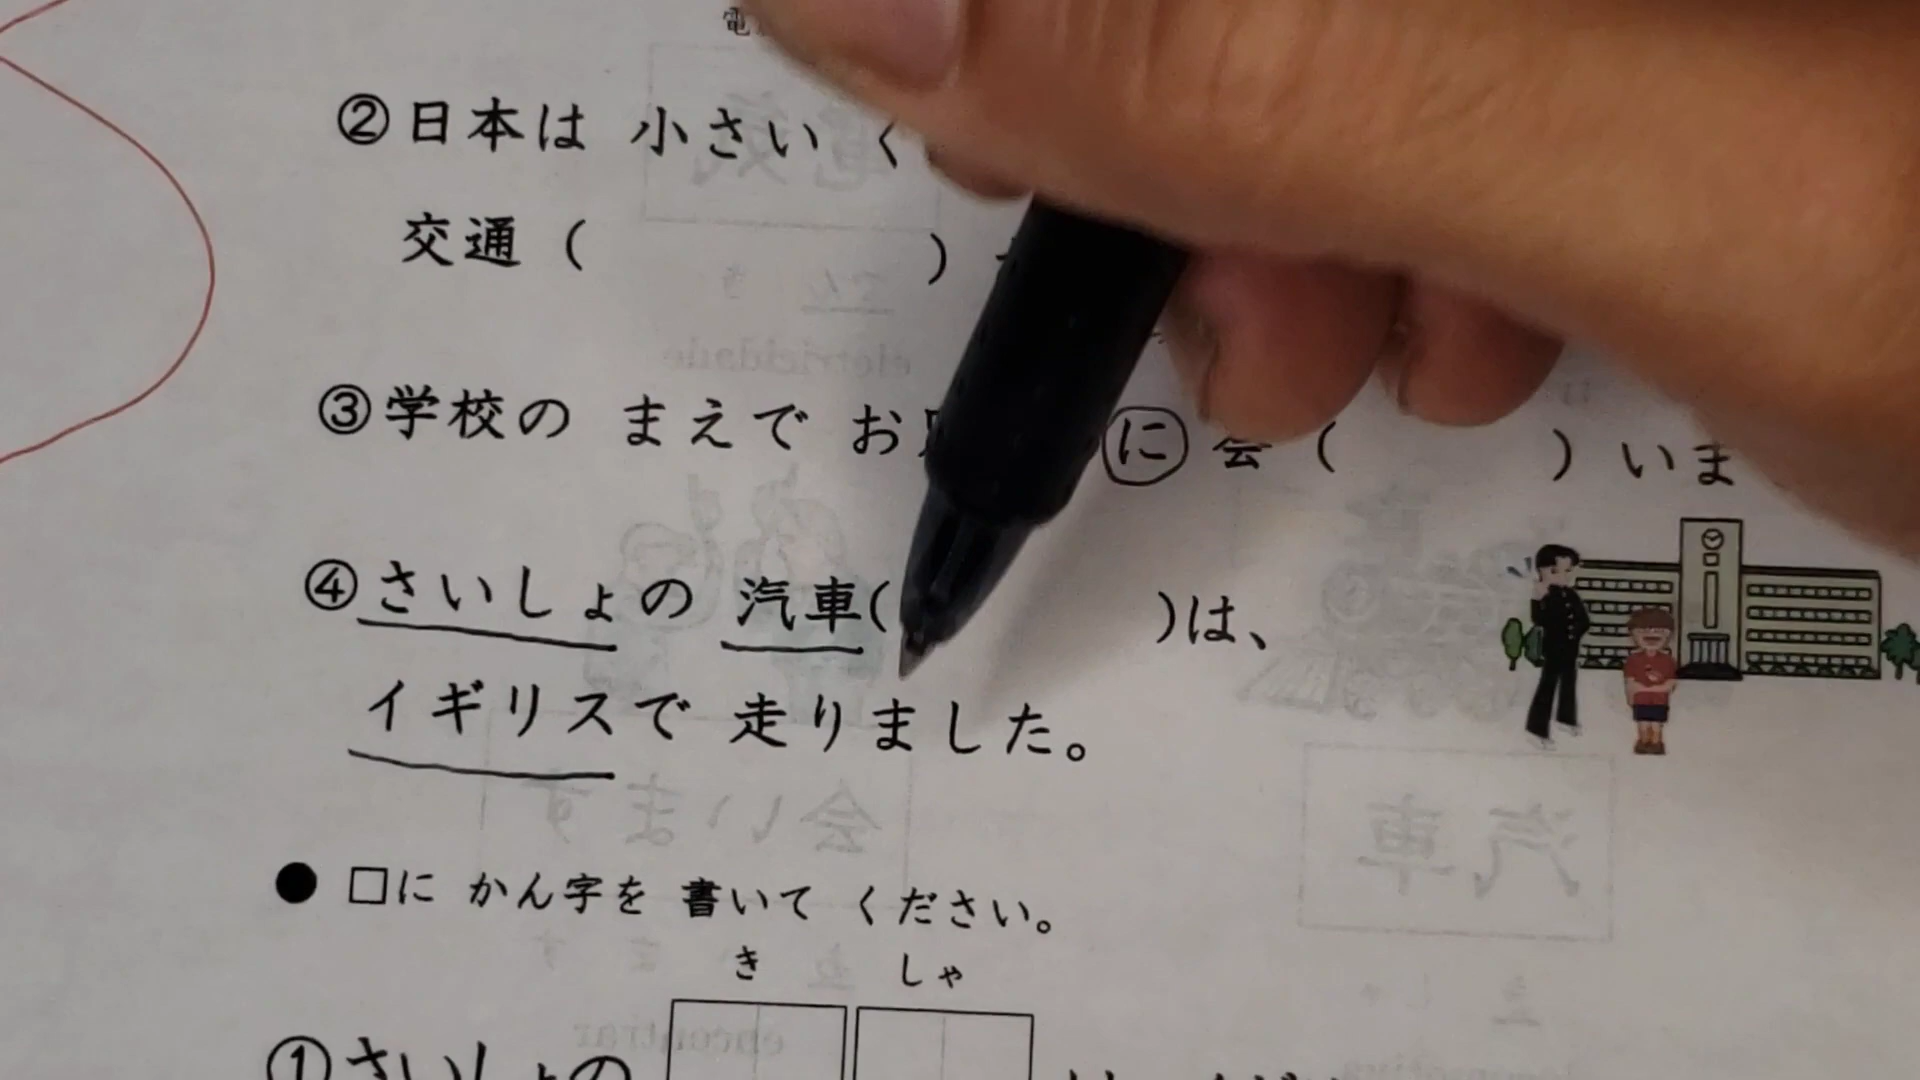 電
②日本は 小さい く
交通 ( )
③学校の まえで お に 会 ( ) いま
④さいしょの 汽車( )は、
イギリスで 走りました。
● □に かん字を 書いて ください。
き しゃ
①さいしょの